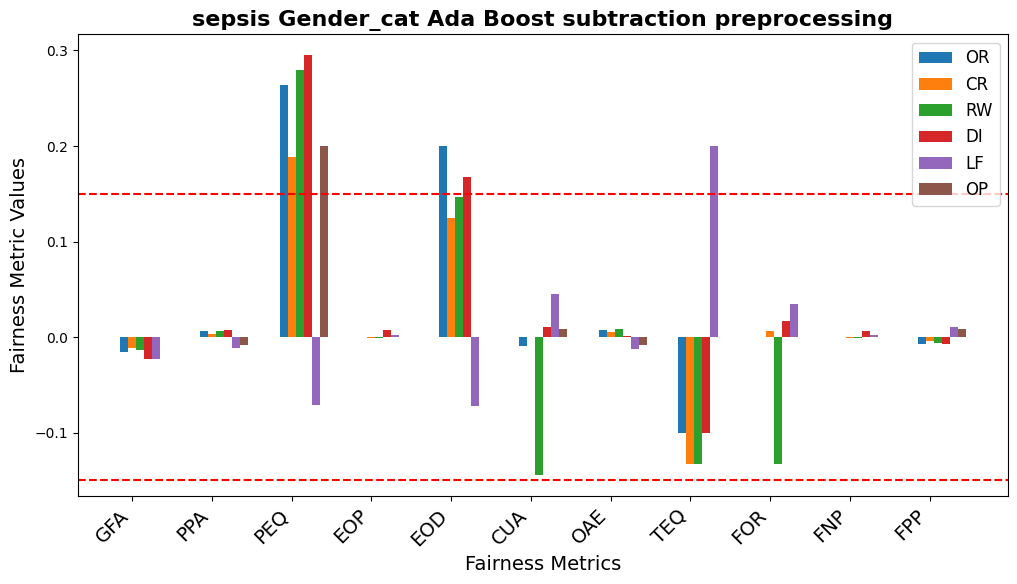 sepsis Gender_cat Ada Boost subtraction preprocessing
Fairness Metric Values
0.3
0.2
0.1
0.0
−0.1
OR
CR
RW
DI
LF
OP
GFA
PPA
PEQ
EOP
EOD
CUA
OAE
TEQ
FOR
FNP
FPP
Fairness Metrics